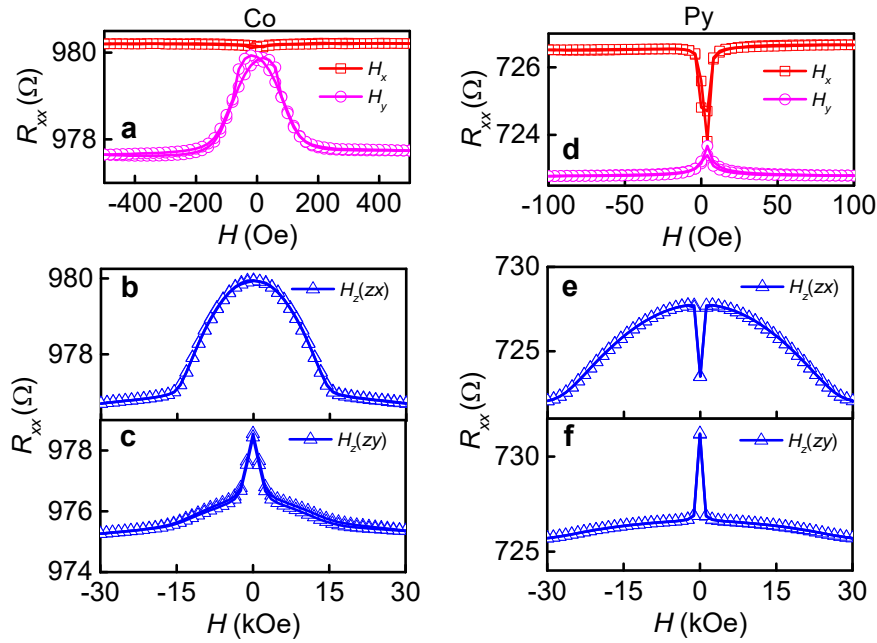 Co
980
978
R_xx (Ω)
H_x
H_y
a
-400 -200 0 200 400
H (Oe)
Py
726
724
R_xx (Ω)
H_x
H_y
d
-100 -50 0 50 100
H (Oe)
b
H_z(zx)
980
978
c
H_z(zy)
978
976
974
R_xx (Ω)
-30 -15 0 15 30
H (kOe)
e
H_z(zx)
730
728
725
f
H_z(zy)
730
725
R_xx (Ω)
-30 -15 0 15 30
H (kOe)